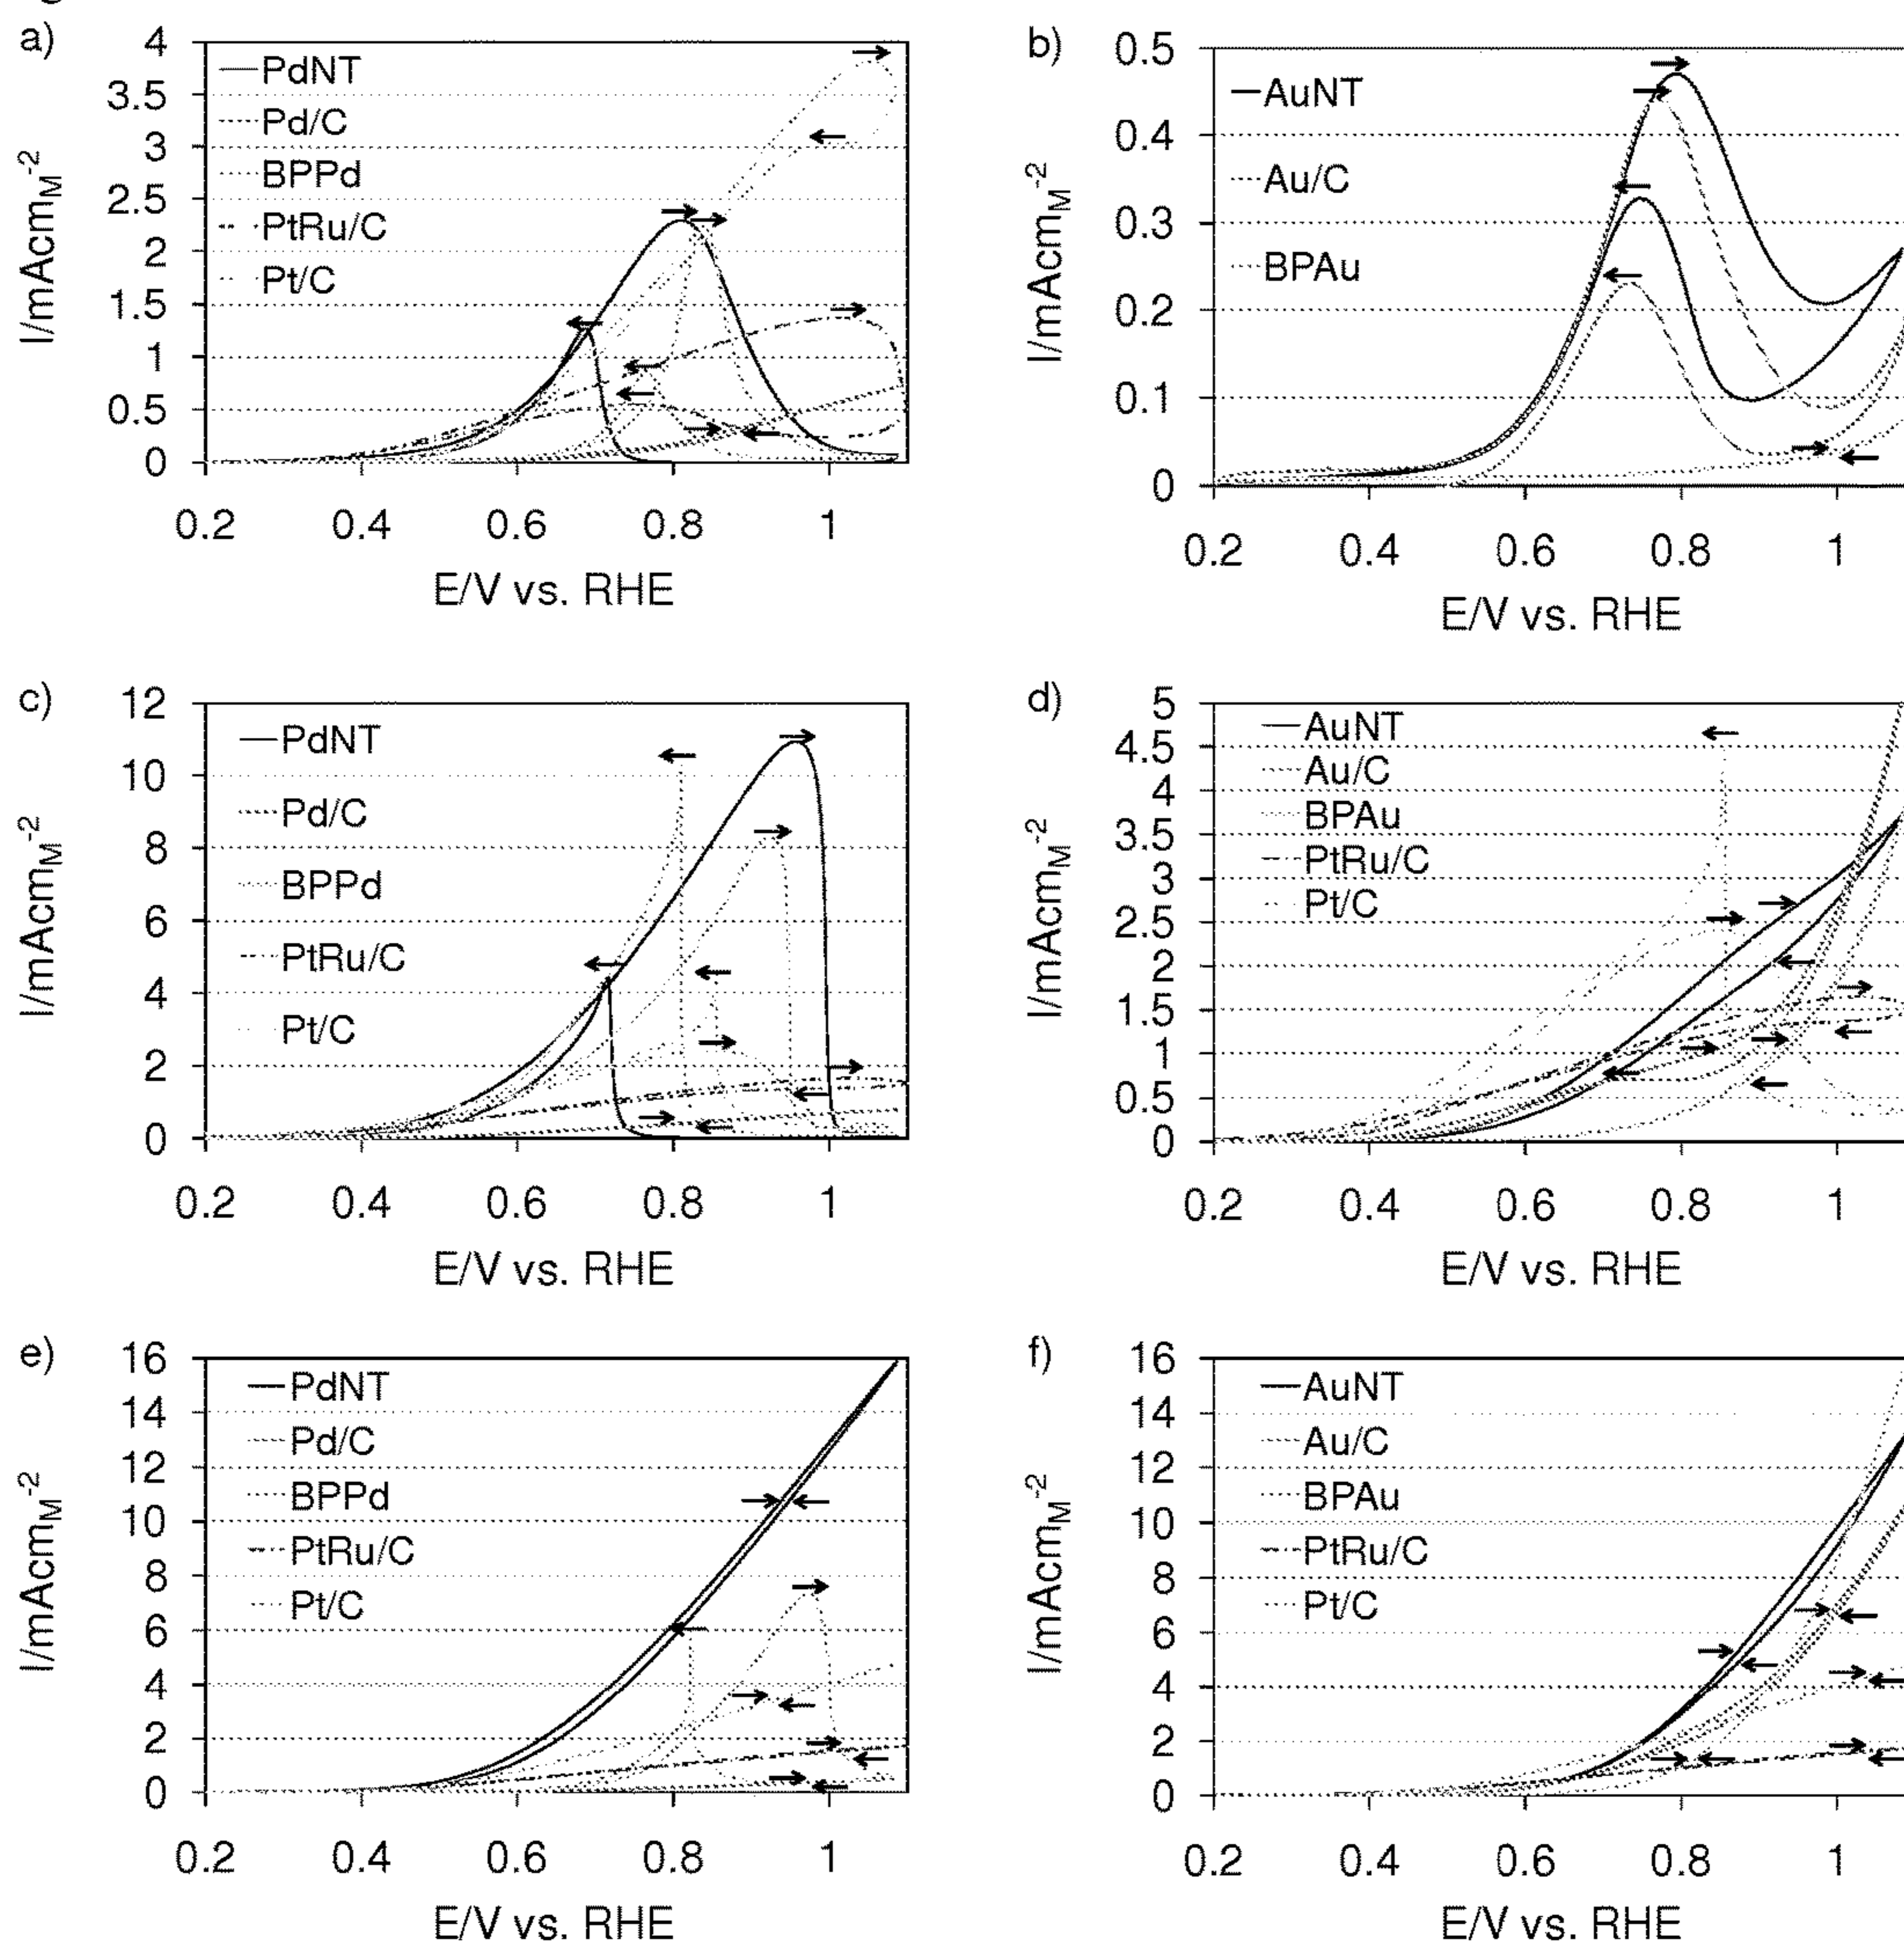 a)
4
3.5
3
2.5
2
1.5
1
0.5
0
I/mAcm_M^-2
PdNT
Pd/C
BPPd
PtRu/C
Pt/C
0.2 0.4 0.6 0.8 1
E/V vs. RHE
b)
0.5
0.4
0.3
0.2
0.1
0
I/mAcm_M^-2
AuNT
Au/C
BPAu
0.2 0.4 0.6 0.8 1
E/V vs. RHE
c)
12
10
8
6
4
2
0
I/mAcm_M^-2
PdNT
Pd/C
BPPd
PtRu/C
Pt/C
0.2 0.4 0.6 0.8 1
E/V vs. RHE
d)
5
4.5
4
3.5
3
2.5
2
1.5
1
0.5
0
I/mAcm_M^-2
AuNT
Au/C
BPAu
PtRu/C
Pt/C
0.2 0.4 0.6 0.8 1
E/V vs. RHE
e)
16
14
12
10
8
6
4
2
0
I/mAcm_M^-2
PdNT
Pd/C
BPPd
PtRu/C
Pt/C
0.2 0.4 0.6 0.8 1
E/V vs. RHE
f)
16
14
12
10
8
6
4
2
0
I/mAcm_M^-2
AuNT
Au/C
BPAu
PtRu/C
Pt/C
0.2 0.4 0.6 0.8 1
E/V vs. RHE